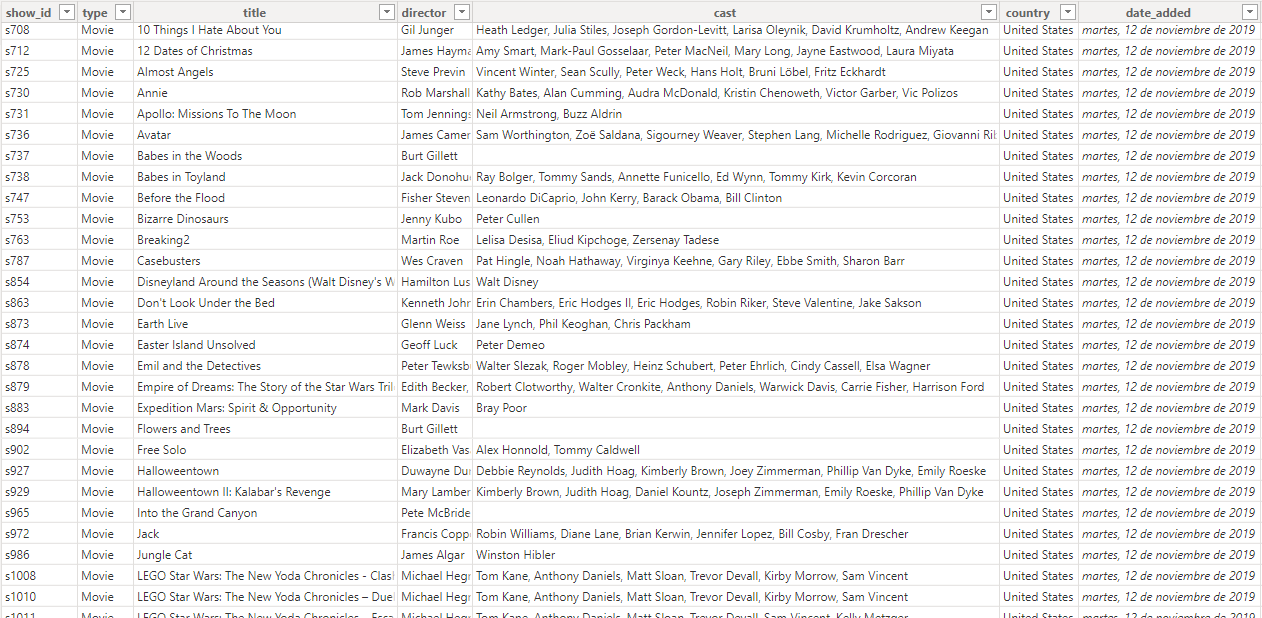 show_id type title director cast country date_added
s708 Movie 10 Things I Hate About You Gil Junger Heath Ledger, Julia Stiles, Joseph Gordon-Levitt, Larisa Oleynik, David Krumholtz, Andrew Keegan United States martes, 12 de noviembre de 2019
s712 Movie 12 Dates of Christmas James Hayma Amy Smart, Mark-Paul Gosselaar, Peter MacNeil, Mary Long, Jayne Eastwood, Laura Miyata United States martes, 12 de noviembre de 2019
s725 Movie Almost Angels Steve Previn Vincent Winter, Sean Scully, Peter Weck, Hans Holt, Bruni Löbel, Fritz Eckhardt United States martes, 12 de noviembre de 2019
s730 Movie Annie Rob Marshall Kathy Bates, Alan Cumming, Audra McDonald, Kristin Chenoweth, Victor Garber, Vic Polizos United States martes, 12 de noviembre de 2019
s731 Movie Apollo: Missions To The Moon Tom Jennings Neil Armstrong, Buzz Aldrin United States martes, 12 de noviembre de 2019
s736 Movie Avatar James Camer Sam Worthington, Zoë Saldana, Sigourney Weaver, Stephen Lang, Michelle Rodriguez, Giovanni Ril United States martes, 12 de noviembre de 2019
s737 Movie Babes in the Woods Burt Gillett United States martes, 12 de noviembre de 2019
s738 Movie Babes in Toyland Jack Donohu Ray Bolger, Tommy Sands, Annette Funicello, Ed Wynn, Tommy Kirk, Kevin Corcoran United States martes, 12 de noviembre de 2019
s747 Movie Before the Flood Fisher Steven Leonardo DiCaprio, John Kerry, Barack Obama, Bill Clinton United States martes, 12 de noviembre de 2019
s753 Movie Bizarre Dinosaurs Jenny Kubo Peter Cullen United States martes, 12 de noviembre de 2019
s763 Movie Breaking2 Martin Roe Lelisa Desisa, Eliud Kipchoge, Zersenay Tadese United States martes, 12 de noviembre de 2019
s787 Movie Casebusters Wes Craven Pat Hingle, Noah Hathaway, Virginya Keehne, Gary Riley, Ebbe Smith, Sharon Barr United States martes, 12 de noviembre de 2019
s854 Movie Disneyland Around the Seasons (Walt Disney's W Hamilton Lus Walt Disney United States martes, 12 de noviembre de 2019
s863 Movie Don't Look Under the Bed Kenneth John Erin Chambers, Eric Hodges II, Eric Hodges, Robin Riker, Steve Valentine, Jake Sakson United States martes, 12 de noviembre de 2019
s873 Movie Earth Live Glenn Weiss Jane Lynch, Phil Keoghan, Chris Packham United States martes, 12 de noviembre de 2019
s874 Movie Easter Island Unsolved Geoff Luck Peter Demeo United States martes, 12 de noviembre de 2019
s878 Movie Emil and the Detectives Peter Tewksb Walter Slezak, Roger Mobley, Heinz Schubert, Peter Ehrlich, Cindy Cassell, Elsa Wagner United States martes, 12 de noviembre de 2019
s879 Movie Empire of Dreams: The Story of the Star Wars Tril Edith Becker, Robert Clotworthy, Walter Cronkite, Anthony Daniels, Warwick Davis, Carrie Fisher, Harrison Ford United States martes, 12 de noviembre de 2019
s883 Movie Expedition Mars: Spirit & Opportunity Mark Davis Bray Poor United States martes, 12 de noviembre de 2019
s894 Movie Flowers and Trees Burt Gillett United States martes, 12 de noviembre de 2019
s902 Movie Free Solo Elizabeth Vas Alex Honnold, Tommy Caldwell United States martes, 12 de noviembre de 2019
s927 Movie Halloweentown Duwayne Du Debbie Reynolds, Judith Hoag, Kimberly Brown, Joey Zimmerman, Phillip Van Dyke, Emily Roeske United States martes, 12 de noviembre de 2019
s929 Movie Halloweentown II: Kalabar's Revenge Mary Lamber Kimberly Brown, Judith Hoag, Daniel Kountz, Joseph Zimmerman, Emily Roeske, Phillip Van Dyke United States martes, 12 de noviembre de 2019
s965 Movie Into the Grand Canyon Pete McBride United States martes, 12 de noviembre de 2019
s972 Movie Jack Francis Copp Robin Williams, Diane Lane, Brian Kerwin, Jennifer Lopez, Bill Cosby, Fran Drescher United States martes, 12 de noviembre de 2019
s986 Movie Jungle Cat James Algar Winston Hibler United States martes, 12 de noviembre de 2019
s1008 Movie LEGO Star Wars: The New Yoda Chronicles - Clas Michael Hegn Tom Kane, Anthony Daniels, Matt Sloan, Trevor Devall, Kirby Morrow, Sam Vincent United States martes, 12 de noviembre de 2019
s1010 Movie LEGO Star Wars: The New Yoda Chronicles – Due Michael Hegn Tom Kane, Anthony Daniels, Matt Sloan, Trevor Devall, Kirby Morrow, Sam Vincent United States martes, 12 de noviembre de 2019
s1011 Movie LEGO Star Wars: The New Yoda Chronicles Michael Hegn Tom Kane, Anthony Daniels, Matt Sloan, Trevor Devall, Sam Vincent, Kelly Metzger United States martes, 12 de noviembre de 2019